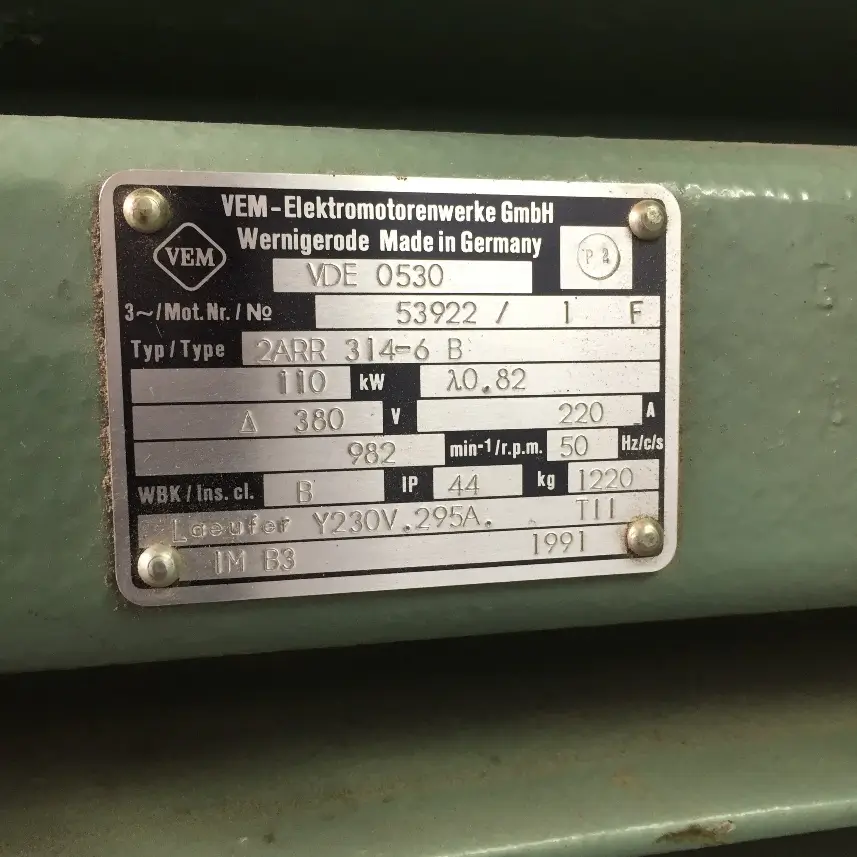 VEM-Elektromotorenwerke GmbH
Wernigerode Made in Germany
VEM
P 2
VDE 0530
3~/Mot.Nr./№ 53922 / 1 F
Typ/Type 2ARR 314-6 B
110 kW λ0.82
Δ 380 V 220 A
982 min-1/r.p.m. 50 Hz/c/s
WBK/Ins. cl. B IP 44 kg 1220
Laeufer Y230V.295A. T11
IM B3 1991